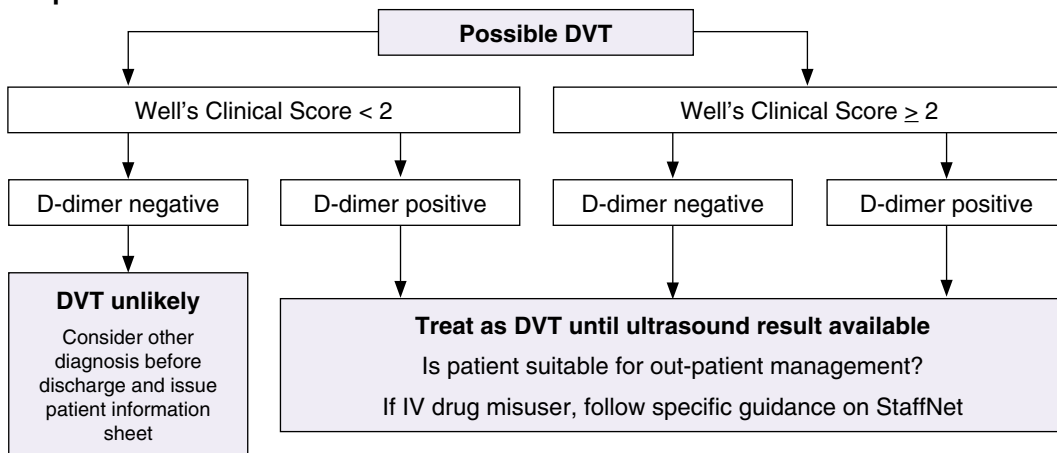 Possible DVT
Well's Clinical Score < 2
Well's Clinical Score ≥ 2
D-dimer negative
D-dimer positive
D-dimer negative
D-dimer positive
DVT unlikely
Consider other
diagnosis before
discharge and issue
patient information
sheet
Treat as DVT until ultrasound result available
Is patient suitable for out-patient management?
If IV drug misuser, follow specific guidance on StaffNet